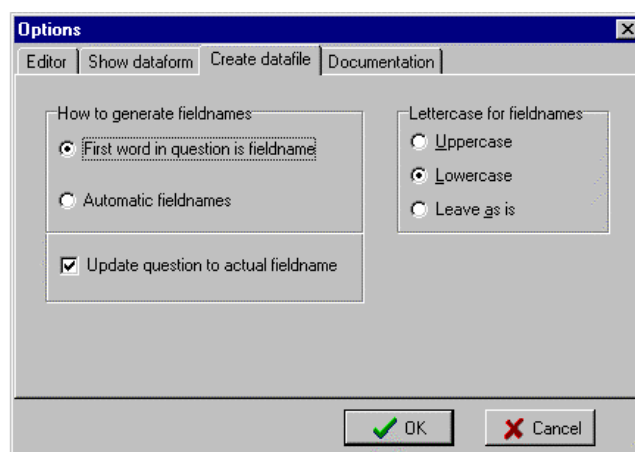 Options
Editor Show dataform Create datafile Documentation
How to generate fieldnames
First word in question is fieldname
Automatic fieldnames
Update question to actual fieldname
Lettercase for fieldnames
Uppercase
Lowercase
Leave as is
OK Cancel